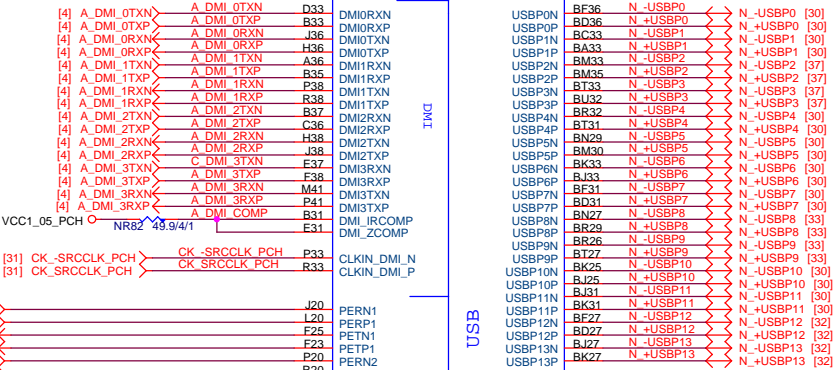 [4] A_DMI_0TXN A_DMI_0TXN D33 DMI0RXN USBP0N BF36 N_-USBP0 N_-USBP0 [30]
[4] A_DMI_0TXP A_DMI_0TXP B33 DMI0RXP USBP0P BD36 N_+USBP0 N_+USBP0 [30]
[4] A_DMI_0RXN A_DMI_0RXN J36 DMI0TXN USBP1N BC33 N_-USBP1 N_-USBP1 [30]
[4] A_DMI_0RXP A_DMI_0RXP H36 DMI0TXP USBP1P BA33 N_+USBP1 N_+USBP1 [30]
[4] A_DMI_1TXN A_DMI_1TXN A36 DMI1RXN USBP2N BM33 N_-USBP2 N_-USBP2 [37]
[4] A_DMI_1TXP A_DMI_1TXP B35 DMI1RXP USBP2P BM35 N_+USBP2 N_+USBP2 [37]
[4] A_DMI_1RXN A_DMI_1RXN P38 DMI1TXN USBP3N BT33 N_-USBP3 N_-USBP3 [37]
[4] A_DMI_1RXP A_DMI_1RXP R38 DMI1TXP USBP3P BU32 N_+USBP3 N_+USBP3 [37]
[4] A_DMI_2TXN A_DMI_2TXN B37 DMI2RXN DMI USBP4N BR32 N_-USBP4 N_-USBP4 [30]
[4] A_DMI_2TXP A_DMI_2TXP C36 DMI2RXP USBP4P BT31 N_+USBP4 N_+USBP4 [30]
[4] A_DMI_2RXN A_DMI_2RXN H38 DMI2TXN USBP5N BN29 N_-USBP5 N_-USBP5 [30]
[4] A_DMI_2RXP A_DMI_2RXP J38 DMI2TXP USBP5P BM30 N_+USBP5 N_+USBP5 [30]
[4] A_DMI_3TXN C_DMI_3TXN E37 DMI3RXN USBP6N BK33 N_-USBP6 N_-USBP6 [30]
[4] A_DMI_3TXP A_DMI_3TXP F38 DMI3RXP USBP6P BJ33 N_+USBP6 N_+USBP6 [30]
[4] A_DMI_3RXN A_DMI_3RXN M41 DMI3TXN USBP7N BF31 N_-USBP7 N_-USBP7 [30]
[4] A_DMI_3RXP A_DMI_3RXP P41 DMI3TXP USBP7P BD31 N_+USBP7 N_+USBP7 [30]
VCC1_05_PCH NR82 49.9/4/1 A_DMI_COMP B31 DMI_IRCOMP USBP8N BN27 N_-USBP8 N_-USBP8 [33]
E31 DMI_ZCOMP USBP8P BR29 N_+USBP8 N_+USBP8 [33]
USBP9N BR26 N_-USBP9 N_-USBP9 [33]
[31] CK_-SRCCLK_PCH CK_-SRCCLK_PCH P33 CLKIN_DMI_N USBP9P BT27 N_+USBP9 N_+USBP9 [33]
[31] CK_SRCCLK_PCH CK_SRCCLK_PCH R33 CLKIN_DMI_P USBP10N BK25 N_-USBP10 N_-USBP10 [30]
USBP10P BJ25 N_+USBP10 N_+USBP10 [30]
USBP11N BJ31 N_-USBP11 N_-USBP11 [30]
J20 PERN1 USBP11P BK31 N_+USBP11 N_+USBP11 [30]
L20 PERP1 USB USBP12N BF27 N_-USBP12 N_-USBP12 [32]
F25 PETN1 USBP12P BD27 N_+USBP12 N_+USBP12 [32]
F23 PETP1 USBP13N BJ27 N_-USBP13 N_-USBP13 [32]
P20 PERN2 USBP13P BK27 N_+USBP13 N_+USBP13 [32]